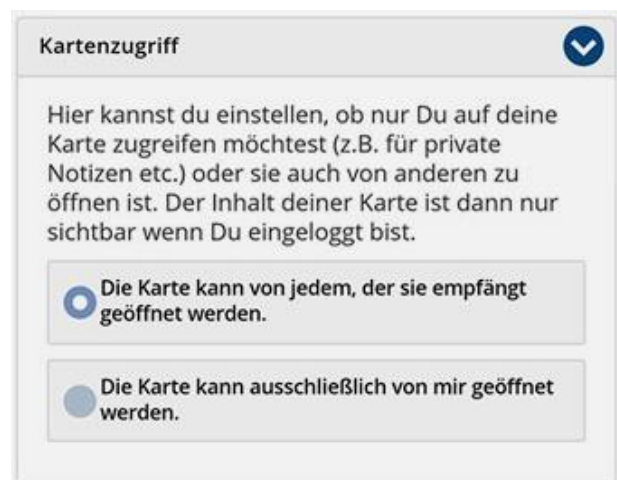 Kartenzugriff
Hier kannst du einstellen, ob nur Du auf deine
Karte zugreifen möchtest (z.B. für private
Notizen etc.) oder sie auch von anderen zu
öffnen ist. Der Inhalt deiner Karte ist dann nur
sichtbar wenn Du eingeloggt bist.
Die Karte kann von jedem, der sie empfängt
geöffnet werden.
Die Karte kann ausschließlich von mir geöffnet
werden.